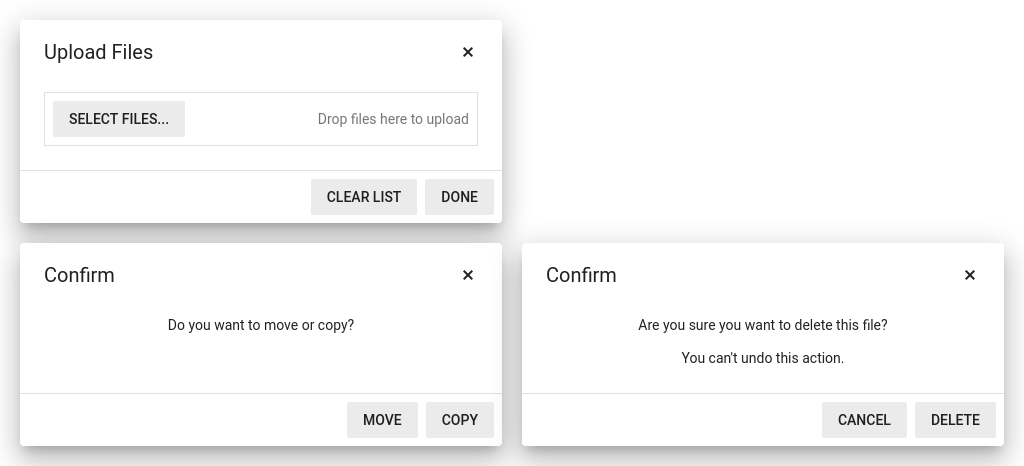 Upload Files
SELECT FILES...
Drop files here to upload
CLEAR LIST
DONE
Confirm
Do you want to move or copy?
MOVE
COPY
Confirm
Are you sure you want to delete this file?
You can't undo this action.
CANCEL
DELETE